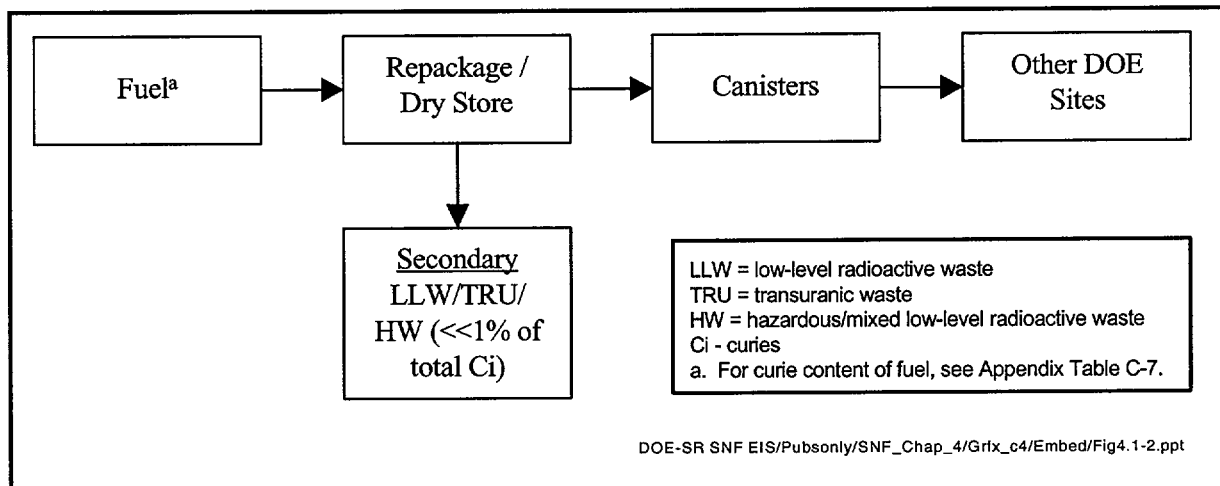 Fuelᵃ
Repackage /
Dry Store
Canisters
Other DOE
Sites
Secondary
LLW/TRU/
HW (<<1% of
total Ci)
LLW = low-level radioactive waste
TRU = transuranic waste
HW = hazardous/mixed low-level radioactive waste
Ci - curies
a. For curie content of fuel, see Appendix Table C-7.
DOE-SR SNF EIS/Pubsonly/SNF_Chap_4/Grfx_c4/Embed/Fig4.1-2.ppt